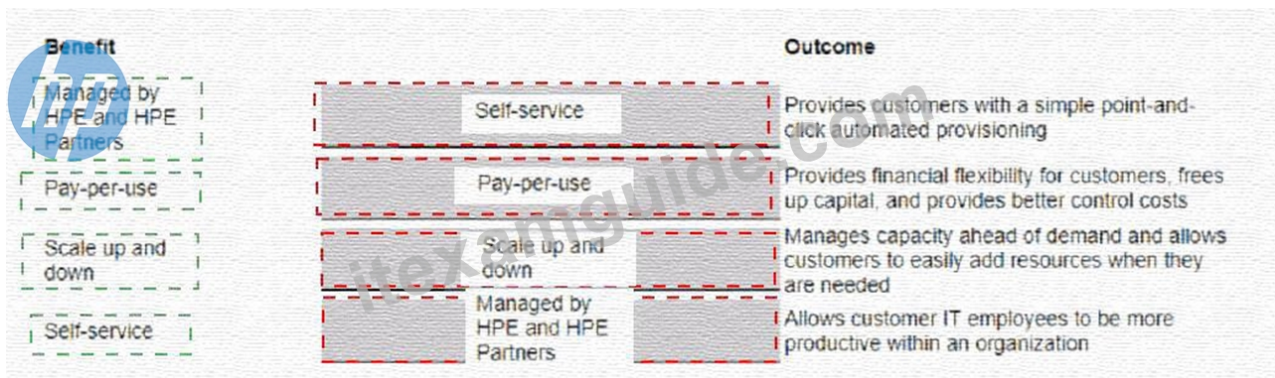 Benefit
Outcome
Managed by
HPE and HPE
Partners
Self-service
Provides customers with a simple point-and-
click automated provisioning
Pay-per-use
Pay-per-use
Provides financial flexibility for customers, frees
up capital, and provides better control costs
Scale up and
down
Scale up and
down
Manages capacity ahead of demand and allows
customers to easily add resources when they
are needed
Self-service
Managed by
HPE and HPE
Partners
Allows customer IT employees to be more
productive within an organization
hp
itexamguide.com